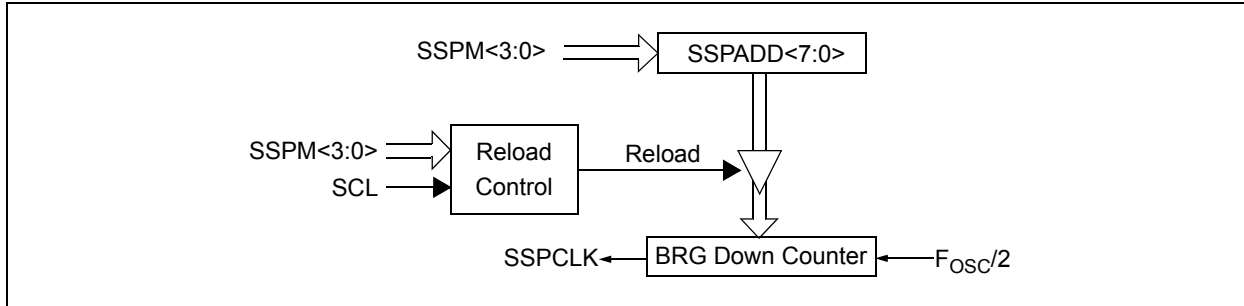 SSPM<3:0>
SSPADD<7:0>
SSPM<3:0>
SCL
Reload
Control
Reload
SSPCLK
BRG Down Counter
FOSC/2